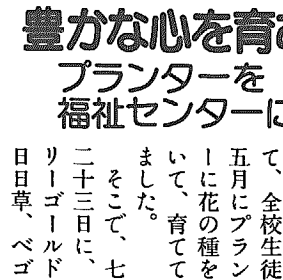 豊かな心を育
プランターを
福祉センターに
て、全校生徒
五月にプラン
ーに花の種を
いて、育てて
ました。
そこで、七
二十三日に、
リーゴールド
日日草、ベゴ